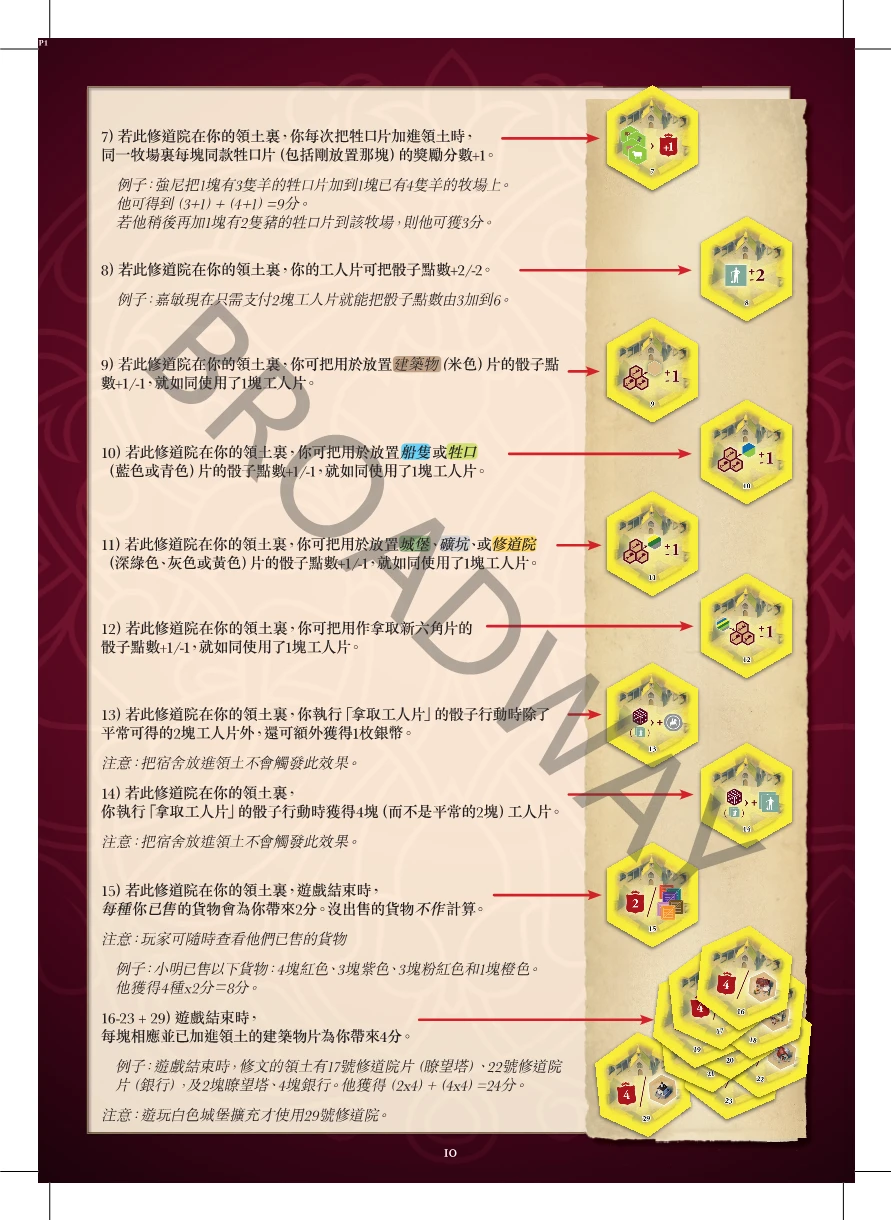 P1
7) 若此修道院在你的領土裏，你每次把牲口片加進領土時，
同一牧場裏每塊同款牲口片 (包括剛放置那塊) 的獎勵分數+1。
例子：強尼把1塊有3隻羊的牲口片加到1塊已有4隻羊的牧場上。
他可得到 (3+1) + (4+1) =9分。
若他稍後再加1塊有2隻豬的牲口片到該牧場，則他可獲3分。
+1
7
8) 若此修道院在你的領土裏，你的工人片可把骰子點數+2/-2。
例子：嘉敏現在只需支付2塊工人片就能把骰子點數由3加到6。
+-2
8
9) 若此修道院在你的領土裏，你可把用於放置建築物 (米色) 片的骰子點
數+1/-1，就如同使用了1塊工人片。
+-1
9
10) 若此修道院在你的領土裏，你可把用於放置船隻或牲口
(藍色或青色) 片的骰子點數+1/-1，就如同使用了1塊工人片。
+-1
10
11) 若此修道院在你的領土裏，你可把用於放置城堡、礦坑、或修道院
(深綠色、灰色或黃色) 片的骰子點數+1/-1，就如同使用了1塊工人片。
+-1
11
12) 若此修道院在你的領土裏，你可把用作拿取新六角片的
骰子點數+1/-1，就如同使用了1塊工人片。
+-1
12
13) 若此修道院在你的領土裏，你執行「拿取工人片」的骰子行動時除了
平常可得的2塊工人片外，還可額外獲得1枚銀幣。
注意：把宿舍放進領土不會觸發此效果。
13
14) 若此修道院在你的領土裏，
你執行「拿取工人片」的骰子行動時獲得4塊 (而不是平常的2塊) 工人片。
注意：把宿舍放進領土不會觸發此效果。
14
15) 若此修道院在你的領土裏，遊戲結束時，
每種你已售的貨物會為你帶來2分。沒出售的貨物不作計算。
注意：玩家可隨時查看他們已售的貨物
例子：小明已售以下貨物：4塊紅色、3塊紫色、3塊粉紅色和1塊橙色。
他獲得4種x2分=8分。
2
15
16-23 + 29) 遊戲結束時，
每塊相應並已加進領土的建築物片為你帶來4分。
例子：遊戲結束時，修文的領土有17號修道院片 (瞭望塔) 、22號修道院
片 (銀行) ，及2塊瞭望塔、4塊銀行。他獲得 (2x4) + (4x4) =24分。
注意：遊玩白色城堡擴充才使用29號修道院。
4
16
4
17
18
19
20
22
23
4
29
BROADWAY
10